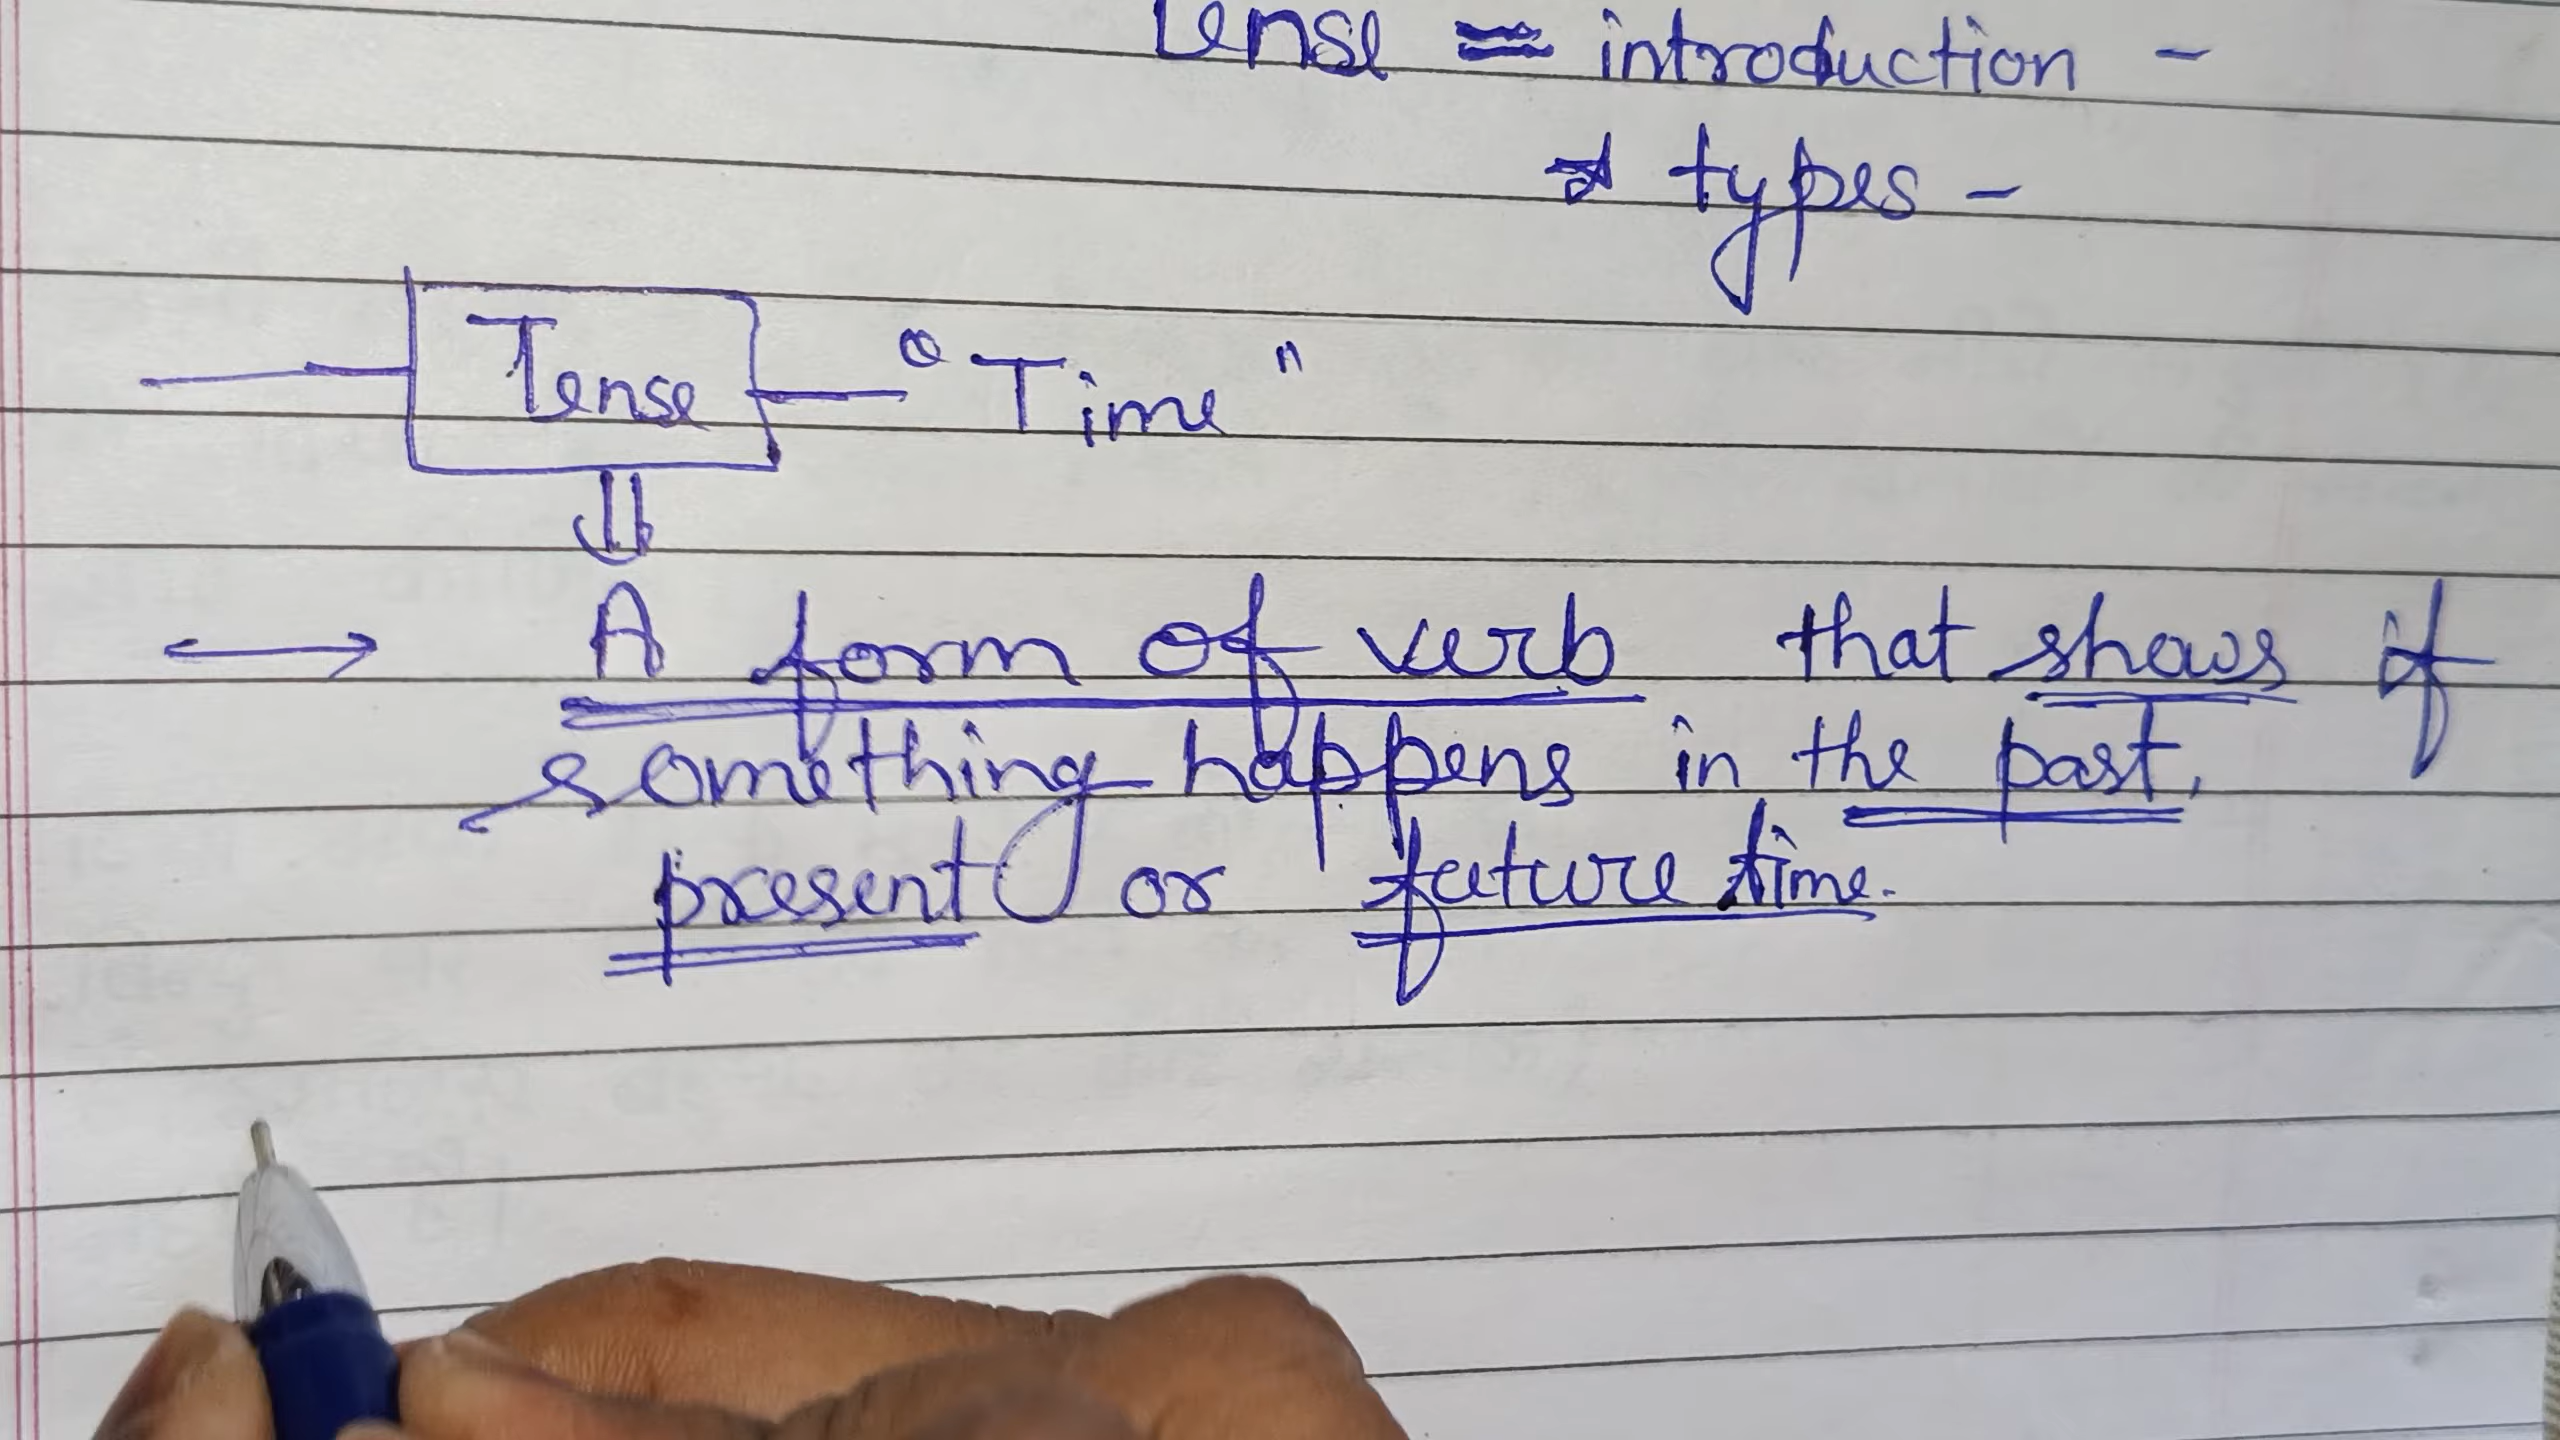 Tense = introduction -
→ types -
Tense — "Time"
A form of verb that shows if
something happens in the past,
present or future time.